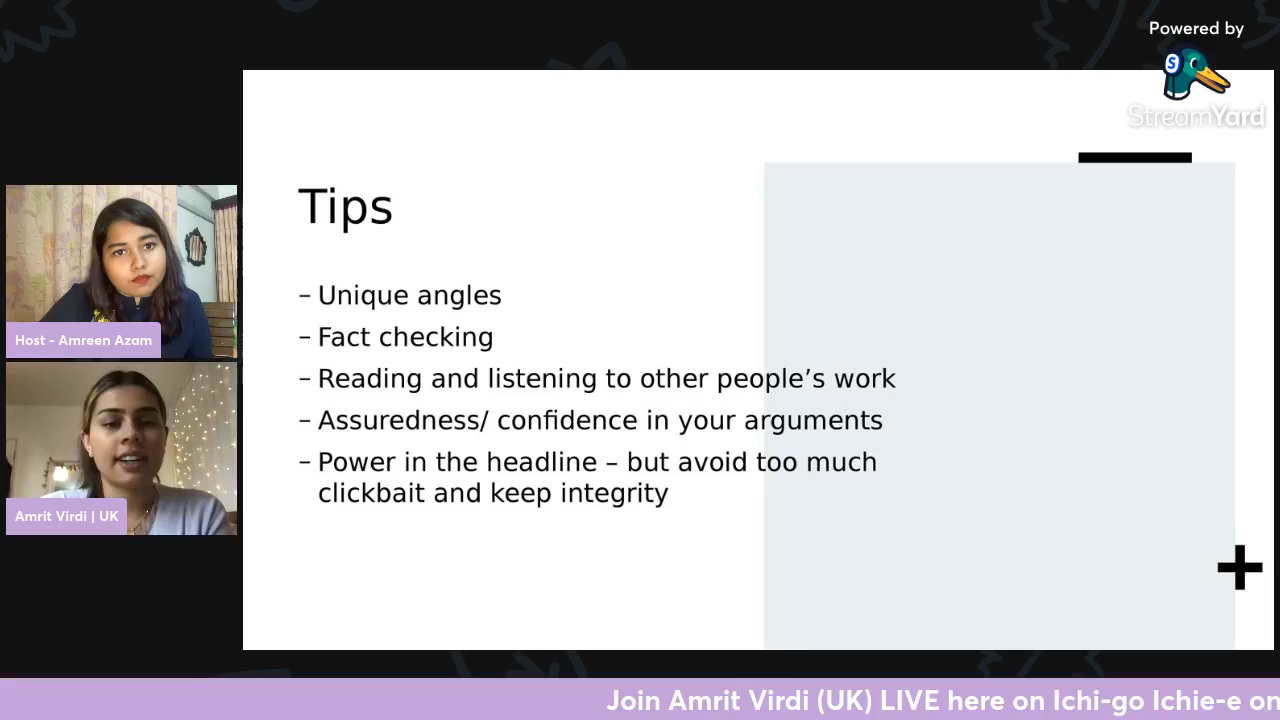 Powered by
S
StreamYard
Tips
– Unique angles
– Fact checking
– Reading and listening to other people’s work
– Assuredness/ confidence in your arguments
– Power in the headline – but avoid too much
clickbait and keep integrity
Host - Amreen Azam
Amrit Virdi | UK
Join Amrit Virdi (UK) LIVE here on Ichi-go Ichie-e on